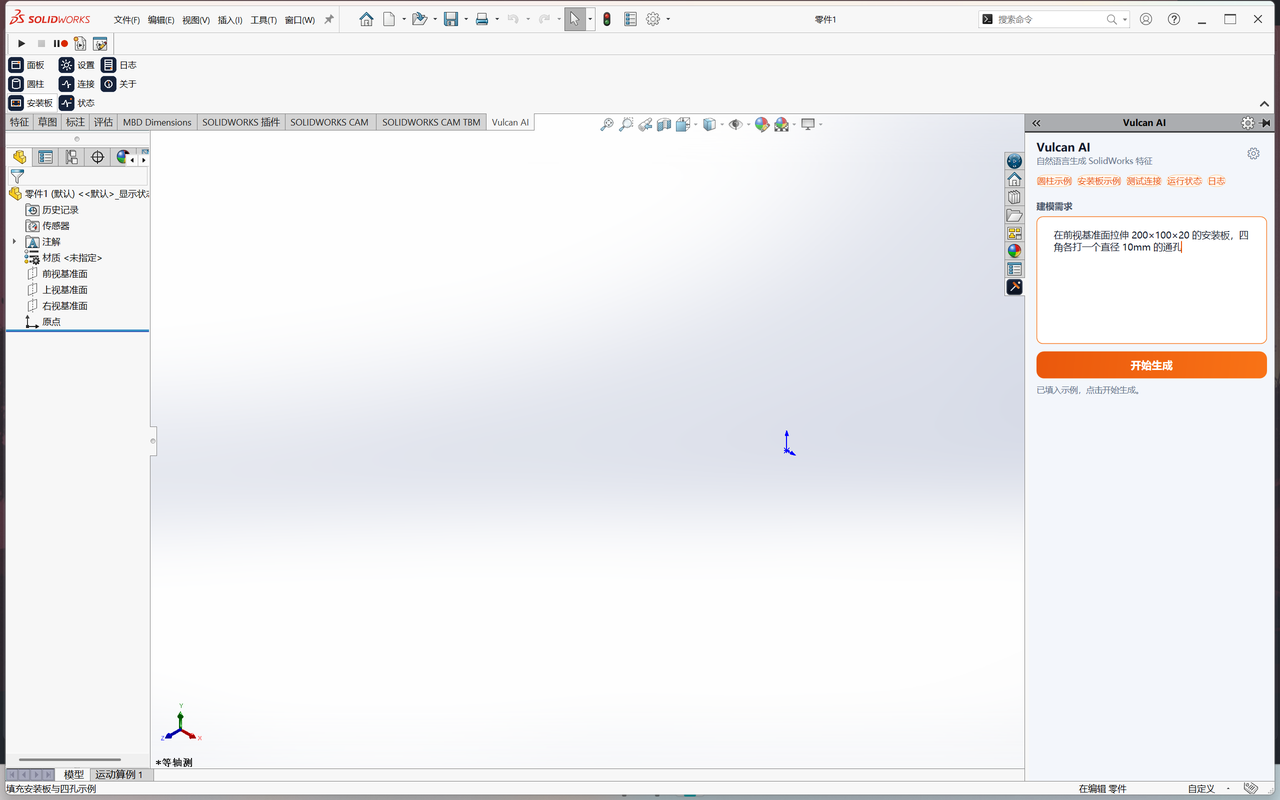 SOLIDWORKS 文件(F) 编辑(E) 视图(V) 插入(I) 工具(T) 窗口(W) 零件1 搜索命令
面板 设置 日志
圆柱 连接 关于
安装板 状态
特征 草图 标注 评估 MBD Dimensions SOLIDWORKS 插件 SOLIDWORKS CAM SOLIDWORKS CAM TBM Vulcan AI
零件1 (默认) <<默认>_显示状态
历史记录
传感器
注解
材质 <未指定>
前视基准面
上视基准面
右视基准面
原点
Y
Z X
*等轴测
Vulcan AI
Vulcan AI
自然语言生成 SolidWorks 特征
圆柱示例 安装板示例 测试连接 运行状态 日志
建模需求
在前视基准面拉伸 200×100×20 的安装板，四
角各打一个直径 10mm 的通孔
开始生成
已填入示例，点击开始生成。
模型 运动算例 1
填充安装板与四孔示例 在编辑 零件 自定义